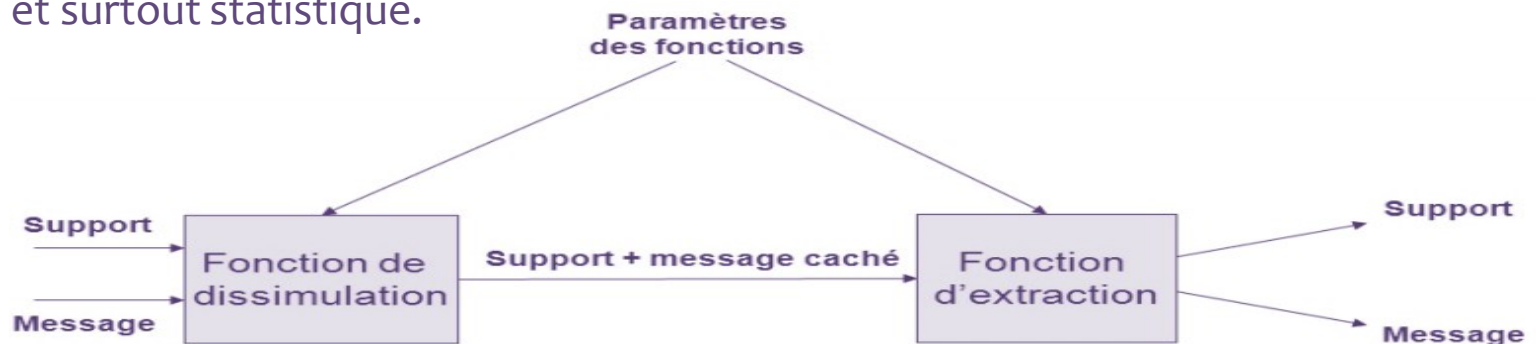 et surtout statistique.
Paramètres
des fonctions
Support
Message
Fonction de
dissimulation
Support + message caché
Fonction
d'extraction
Support
Message